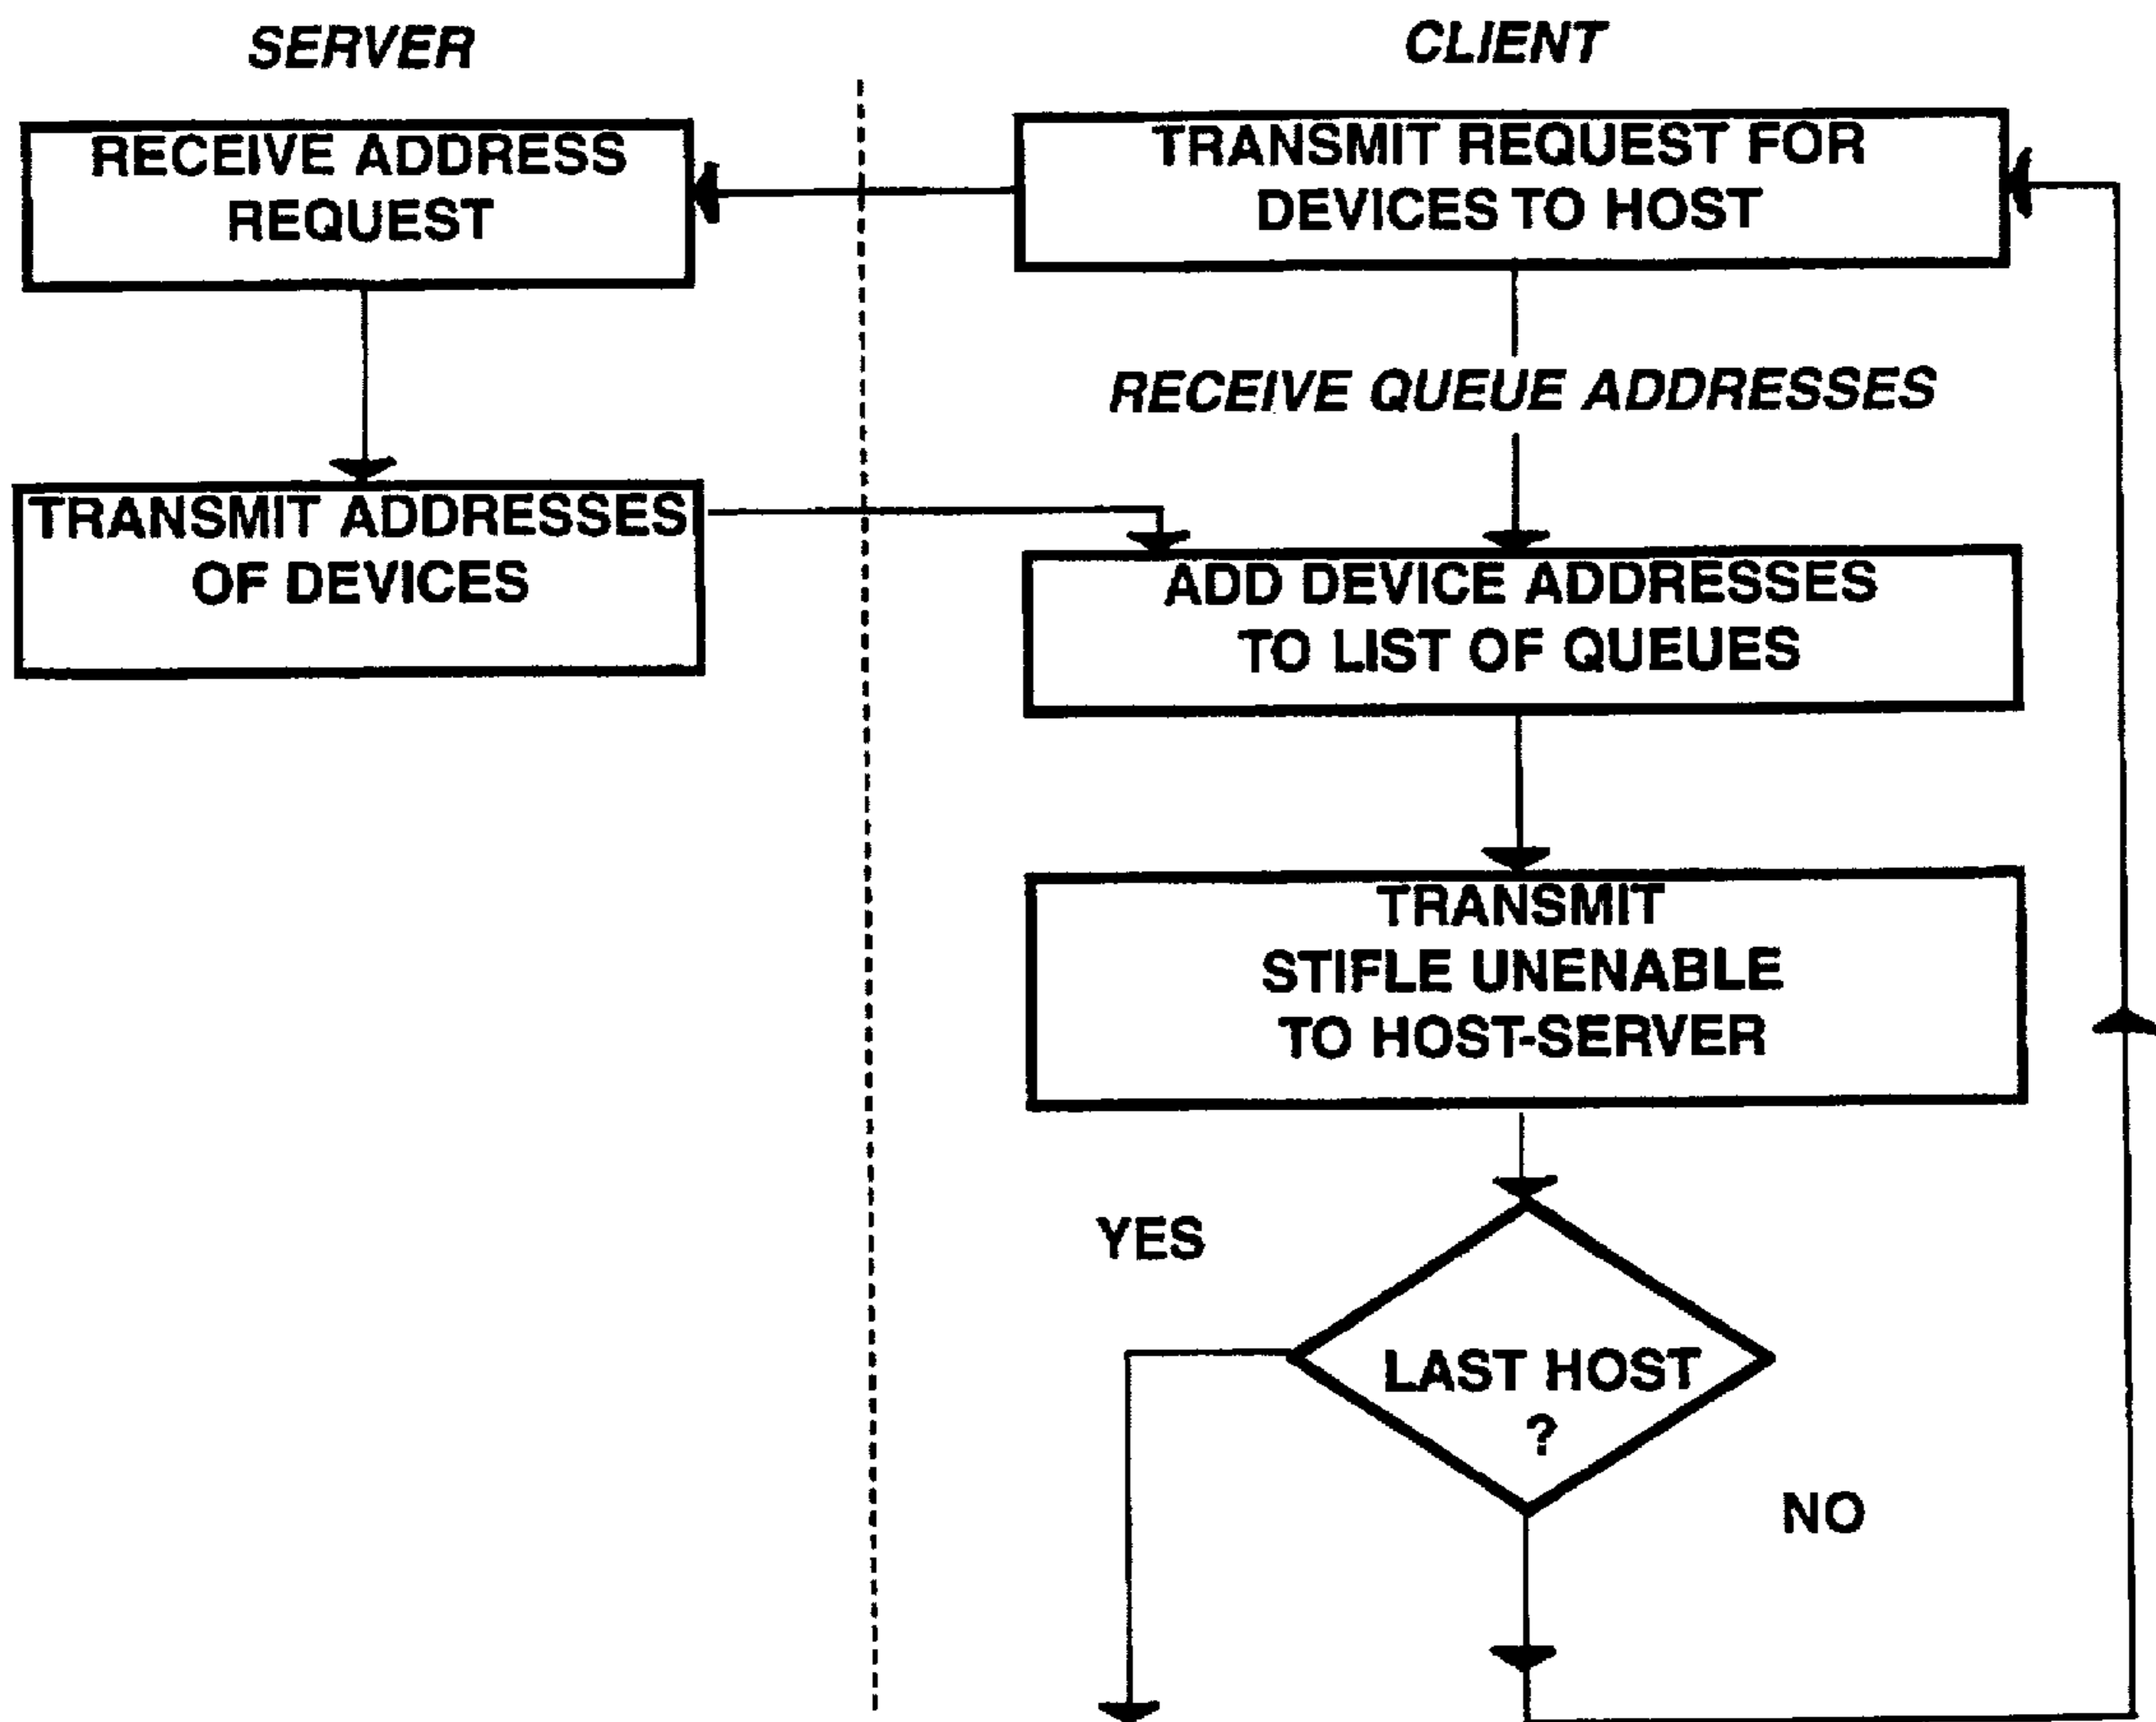 SERVER
CLIENT
RECEIVE ADDRESS
REQUEST
TRANSMIT REQUEST FOR
DEVICES TO HOST
RECEIVE QUEUE ADDRESSES
TRANSMIT ADDRESSES
OF DEVICES
ADD DEVICE ADDRESSES
TO LIST OF QUEUES
TRANSMIT
STIFLE UNENABLE
TO HOST-SERVER
YES
LAST HOST
?
NO